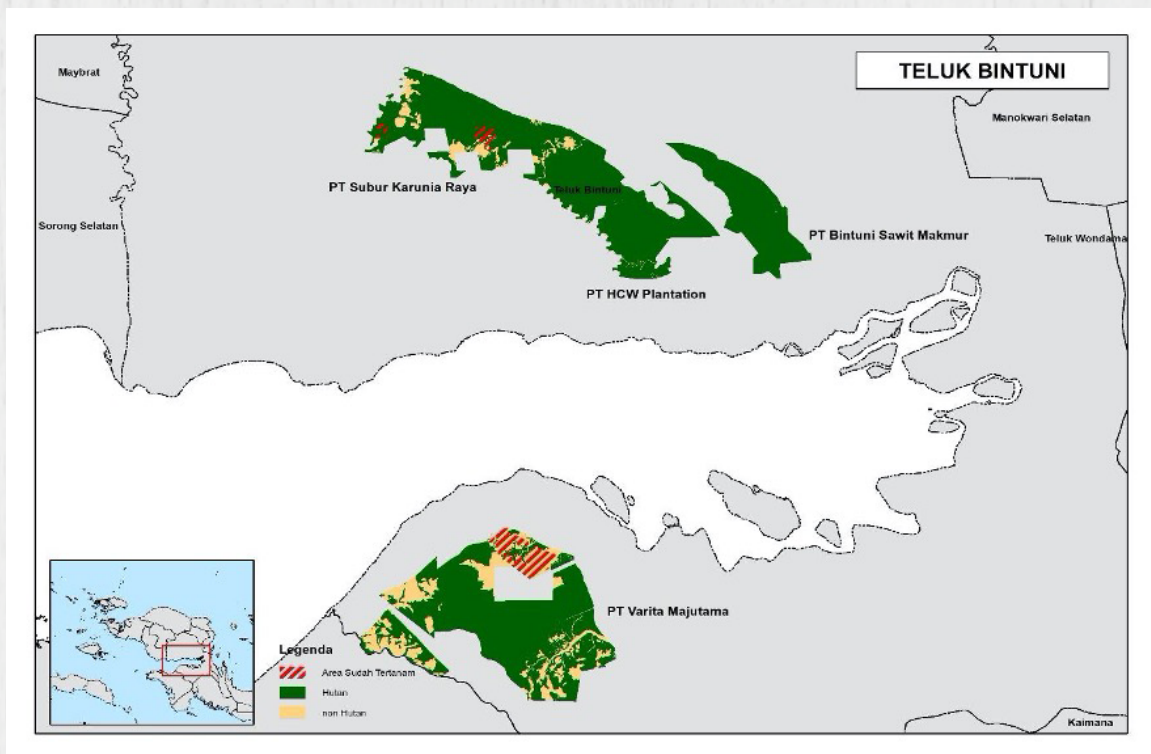 TELUK BINTUNI
Maybrat
Manokwari Selatan
PT Subur Karunia Raya
Teluk Bintuni
Sorong Selatan
PT Bintuni Sawit Makmur
Teluk Wondama
PT HCW Plantation
PT Varita Majutama
Legenda
Area Sudah Tertanam
Hutan
non Hutan
Kaimana